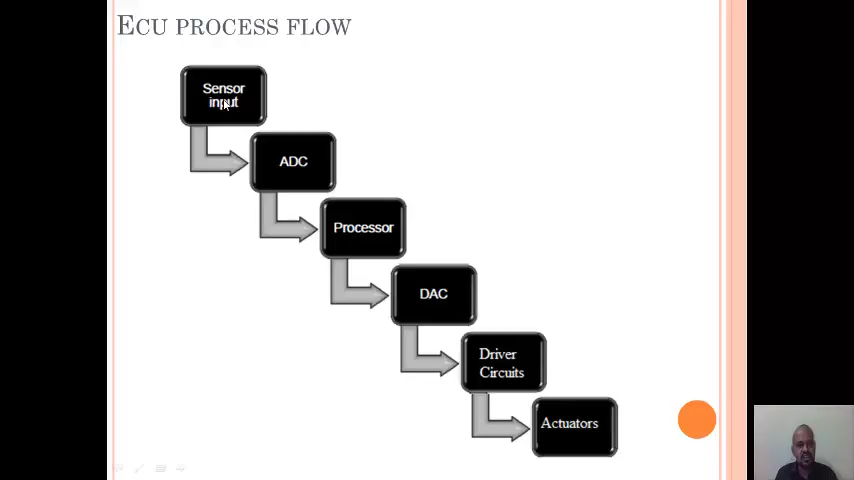 ECU PROCESS FLOW
Sensor
input
ADC
Processor
DAC
Driver
Circuits
Actuators